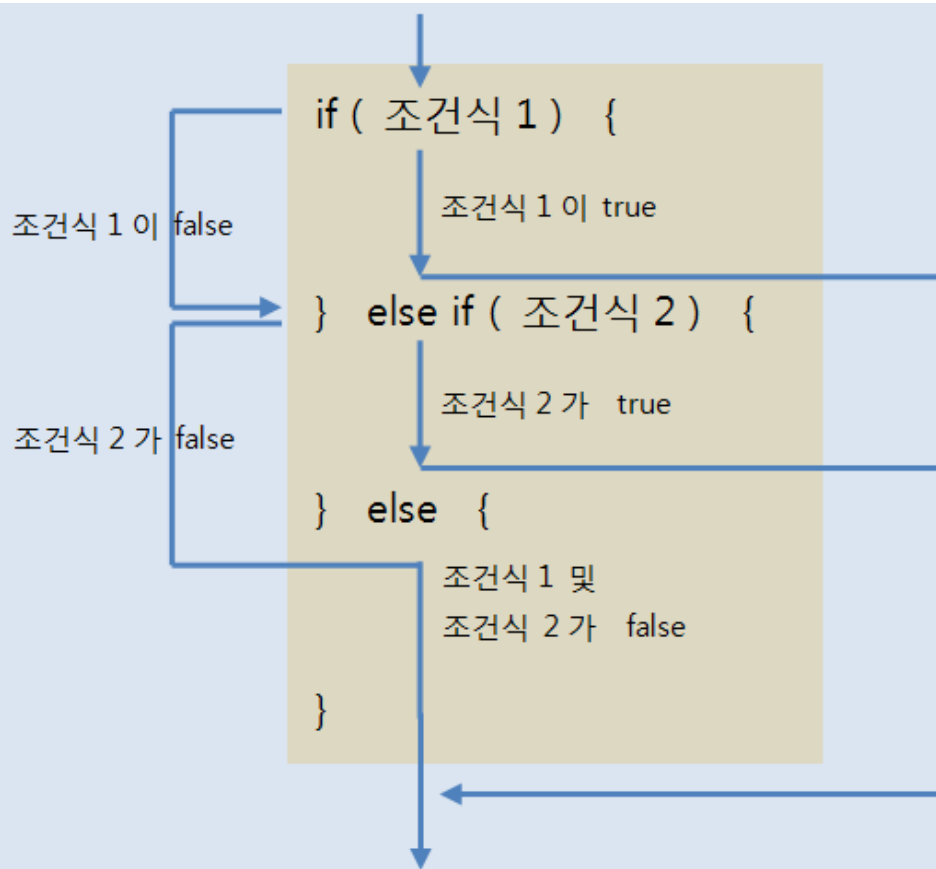 if ( 조건식 1 ) {
조건식 1 이 true
조건식 1 이 false
} else if ( 조건식 2 ) {
조건식 2 가 true
조건식 2 가 false
} else {
조건식 1 및
조건식 2 가 false
}